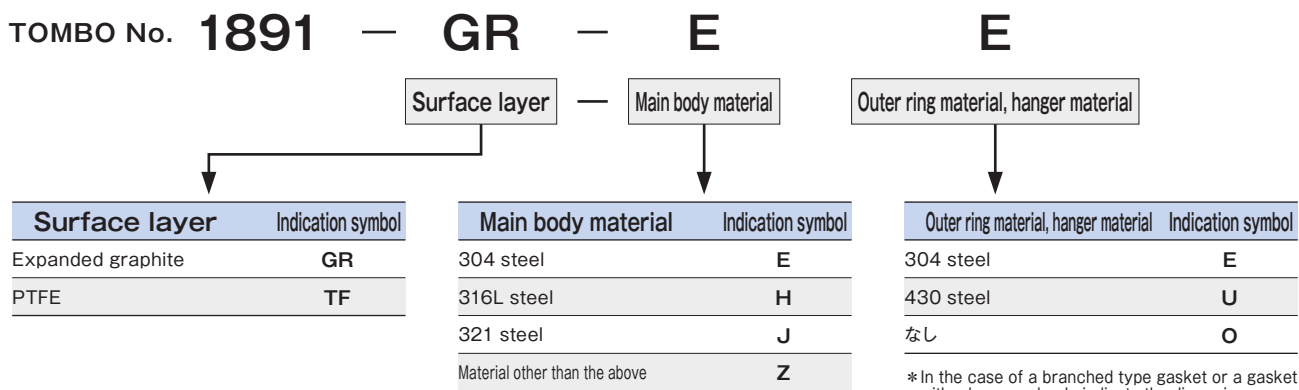 TOMBO No. 1891 — GR — E E
Surface layer — Main body material Outer ring material, hanger material
Surface layer Indication symbol
Expanded graphite GR
PTFE TF
Main body material Indication symbol
304 steel E
316L steel H
321 steel J
Material other than the above Z
Outer ring material, hanger material Indication symbol
304 steel E
430 steel U
なし O
*In the case of a branched type gasket or a gasket